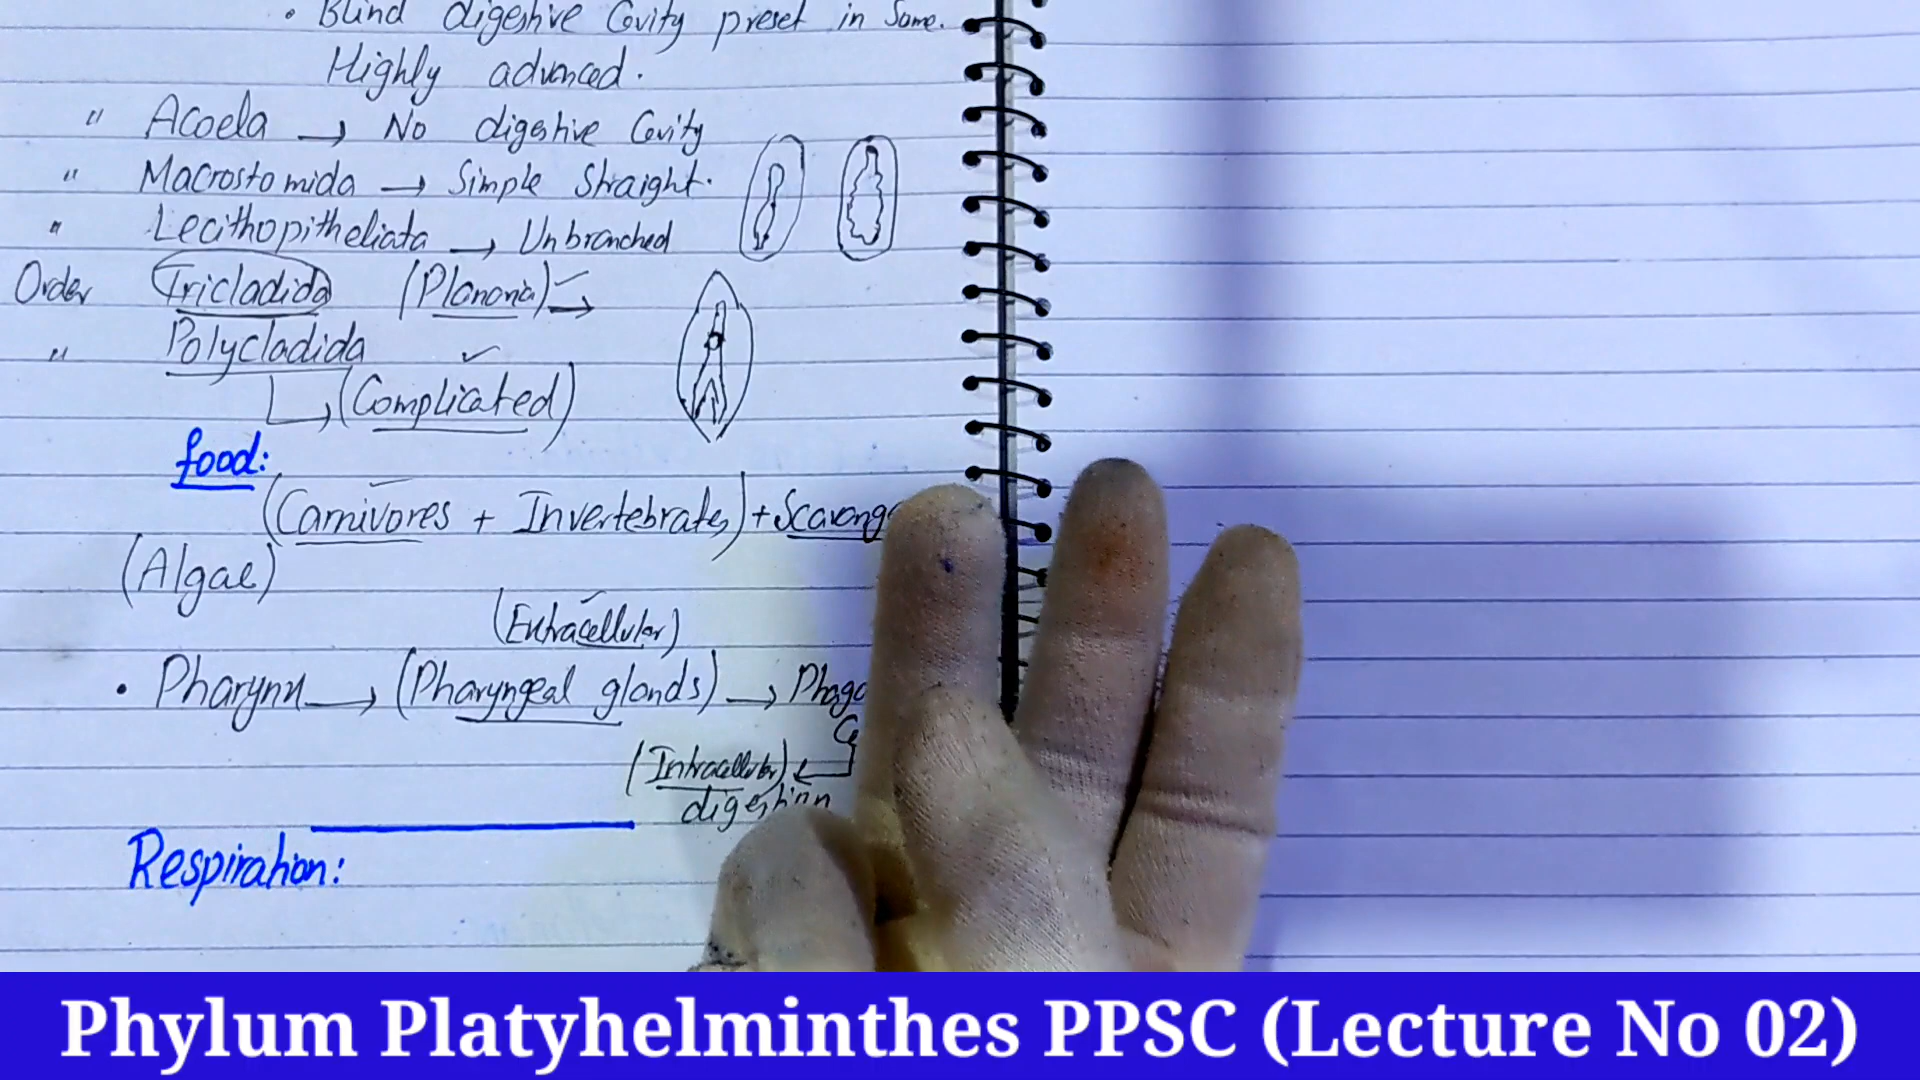 • Blind digestive Cavity preset in Some.
Highly advanced.
" Acoela → No digestive Cavity
" Macrostomida → Simple Straight.
" Lecithopitheliata → Unbranched
Order Tricladida (Planaria) →
" Polycladida
(Complicated)
food:
(Carnivores + Invertebrates) + Scaveng
(Algae)
(Extracellular)
• Pharynx → (Pharyngeal glands) → Phago
(Intracellular)
digestion
Respiration:
Phylum Platyhelminthes PPSC (Lecture No 02)